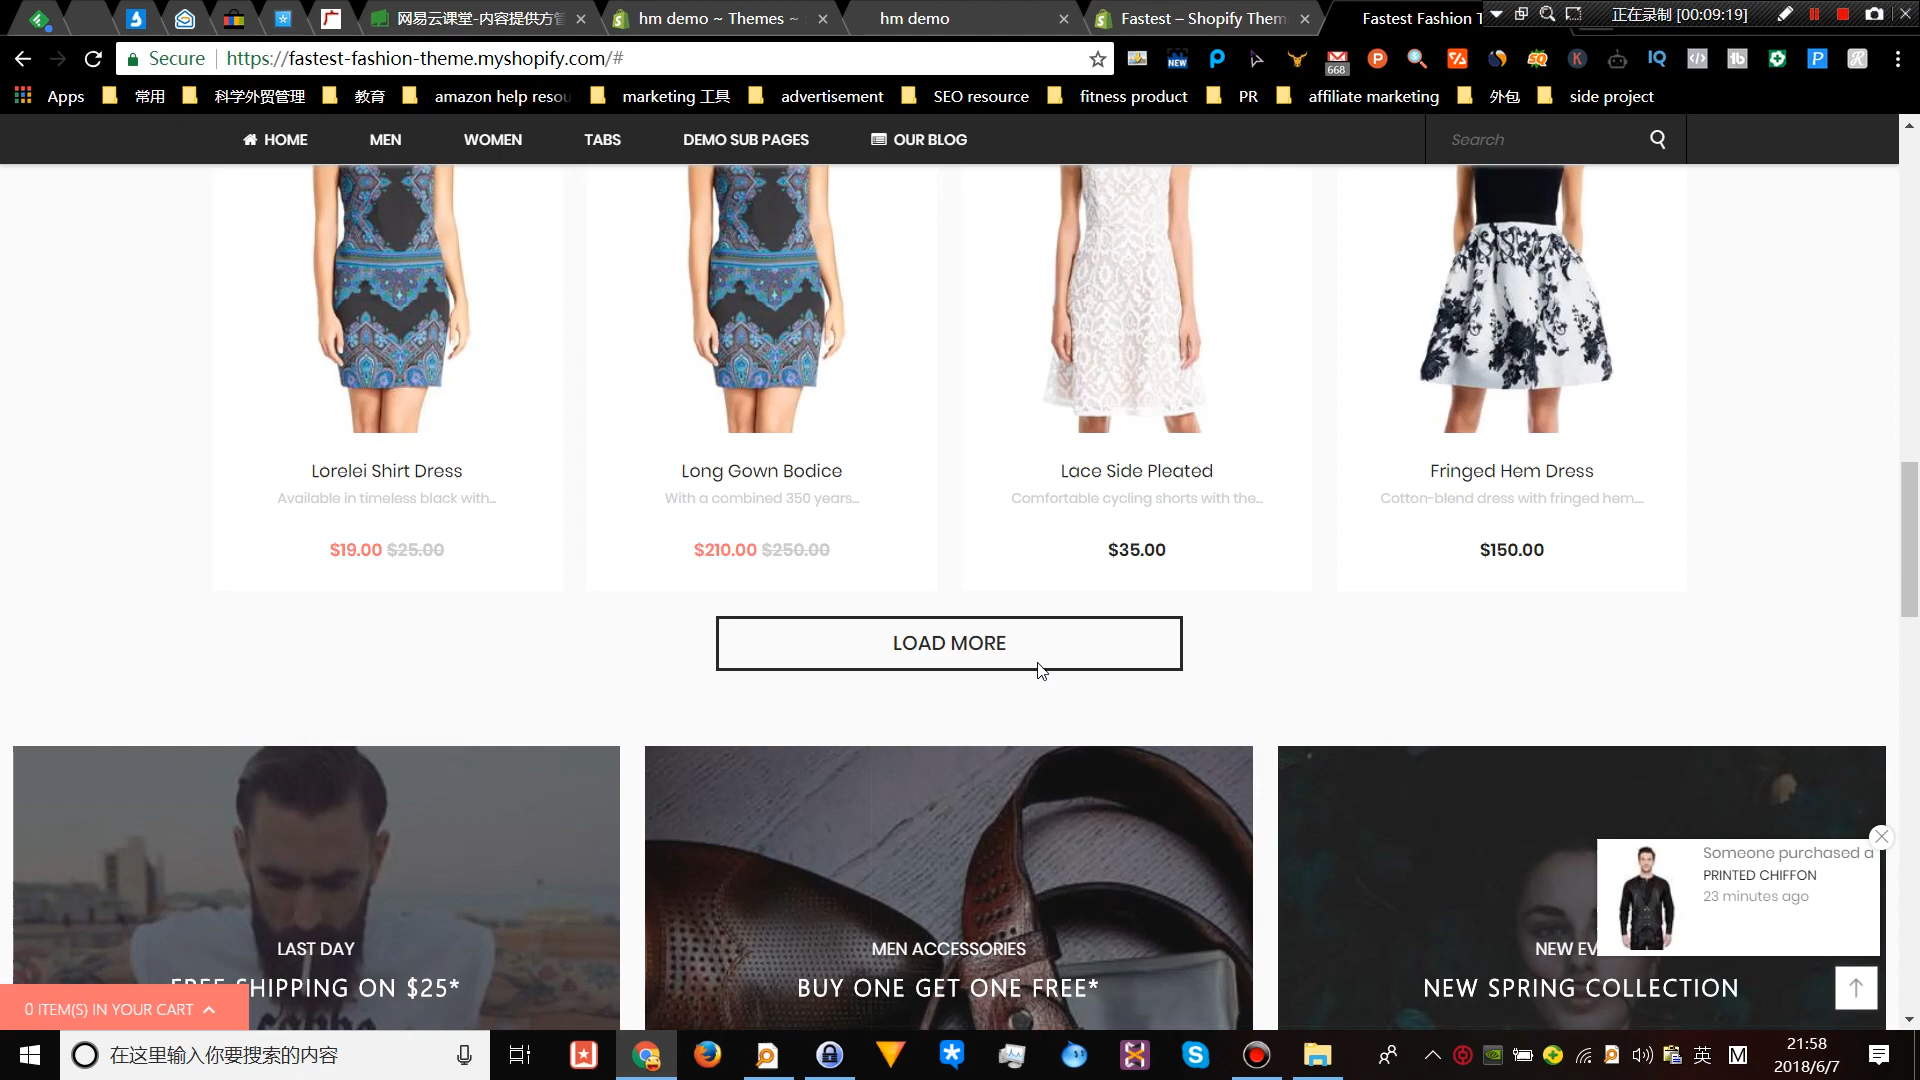 网易云课堂-内容提供方管
hm demo ~ Themes ~
hm demo
Fastest – Shopify Them
Fastest Fashion T
正在录制 [00:09:19]
Secure
https://fastest-fashion-theme.myshopify.com/#
NEW
668
IQ
Apps
常用
科学外贸管理
教育
amazon help resou
marketing 工具
advertisement
SEO resource
fitness product
PR
affiliate marketing
外包
side project
HOME
MEN
WOMEN
TABS
DEMO SUB PAGES
OUR BLOG
Search
Lorelei Shirt Dress
Long Gown Bodice
Lace Side Pleated
Fringed Hem Dress
Available in timeless black with...
With a combined 350 years...
Comfortable cycling shorts with the...
Cotton-blend dress with fringed hem....
$19.00 $25.00
$210.00 $250.00
$35.00
$150.00
LOAD MORE
Someone purchased a
PRINTED CHIFFON
23 minutes ago
LAST DAY
FREE SHIPPING ON $25*
MEN ACCESSORIES
BUY ONE GET ONE FREE*
NEW EV
NEW SPRING COLLECTION
0 ITEM(S) IN YOUR CART
在这里输入你要搜索的内容
英
M
21:58
2018/6/7